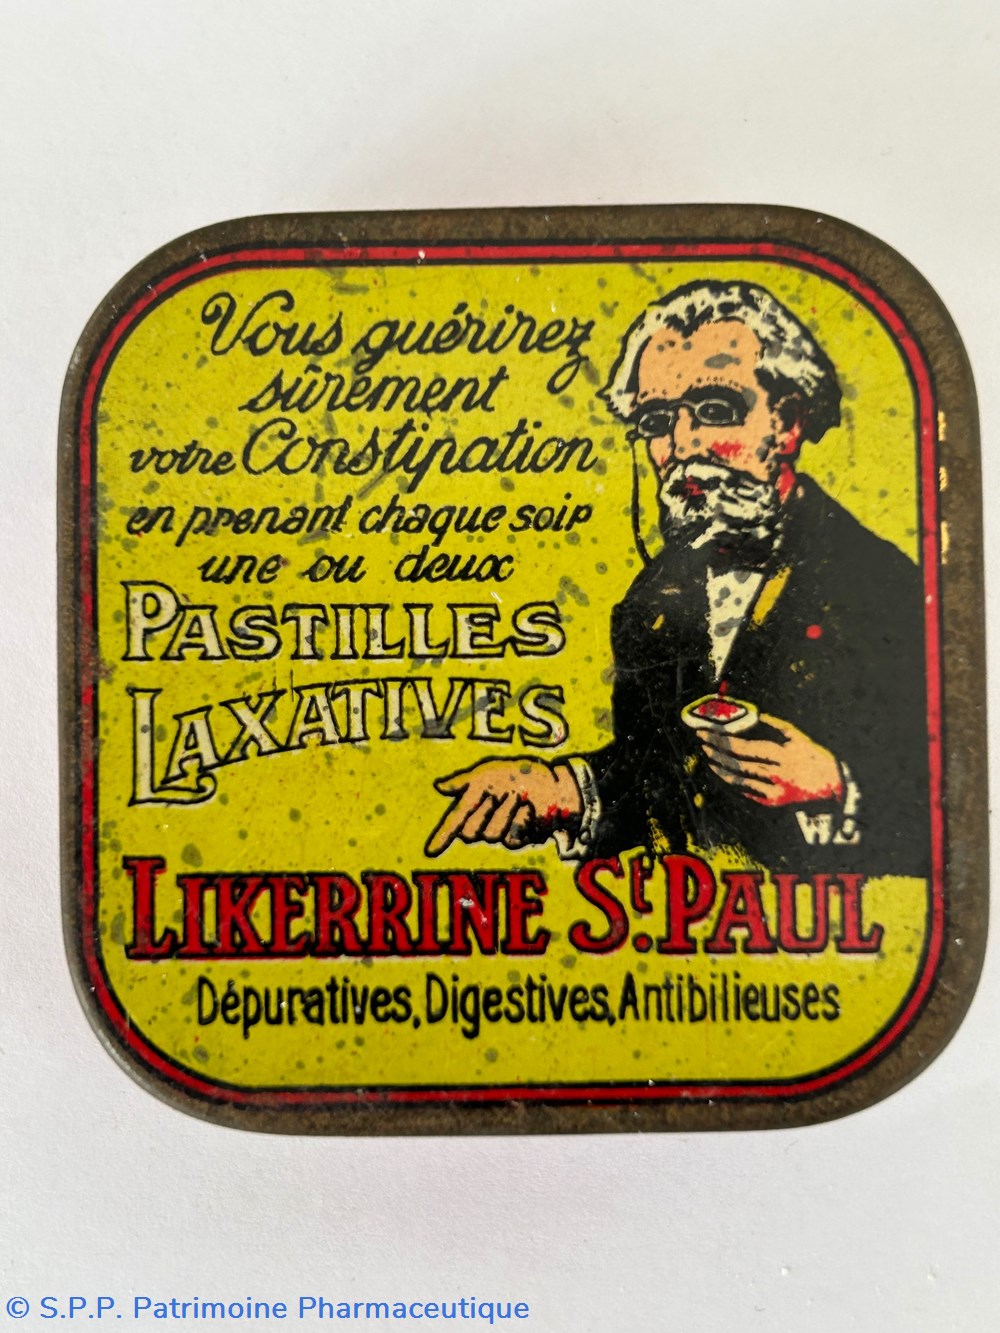 Vous guérirez
sûrement
votre Constipation
en prenant chaque soir
une ou deux
PASTILLES
LAXATIVES
LIKERRINE St. PAUL
Dépuratives, Digestives, Antibilieuses
© S.P.P. Patrimoine Pharmaceutique